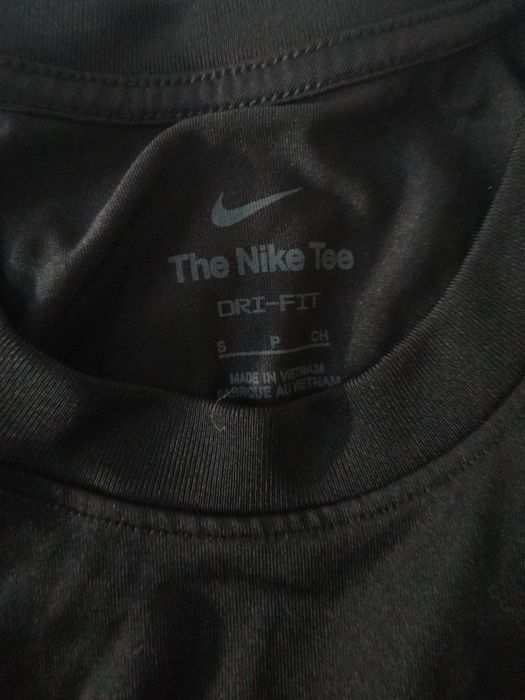 The Nike Tee
DRI-FIT
S P CH
MADE IN VIETNAM
FABRIQUE AU VIETNAM